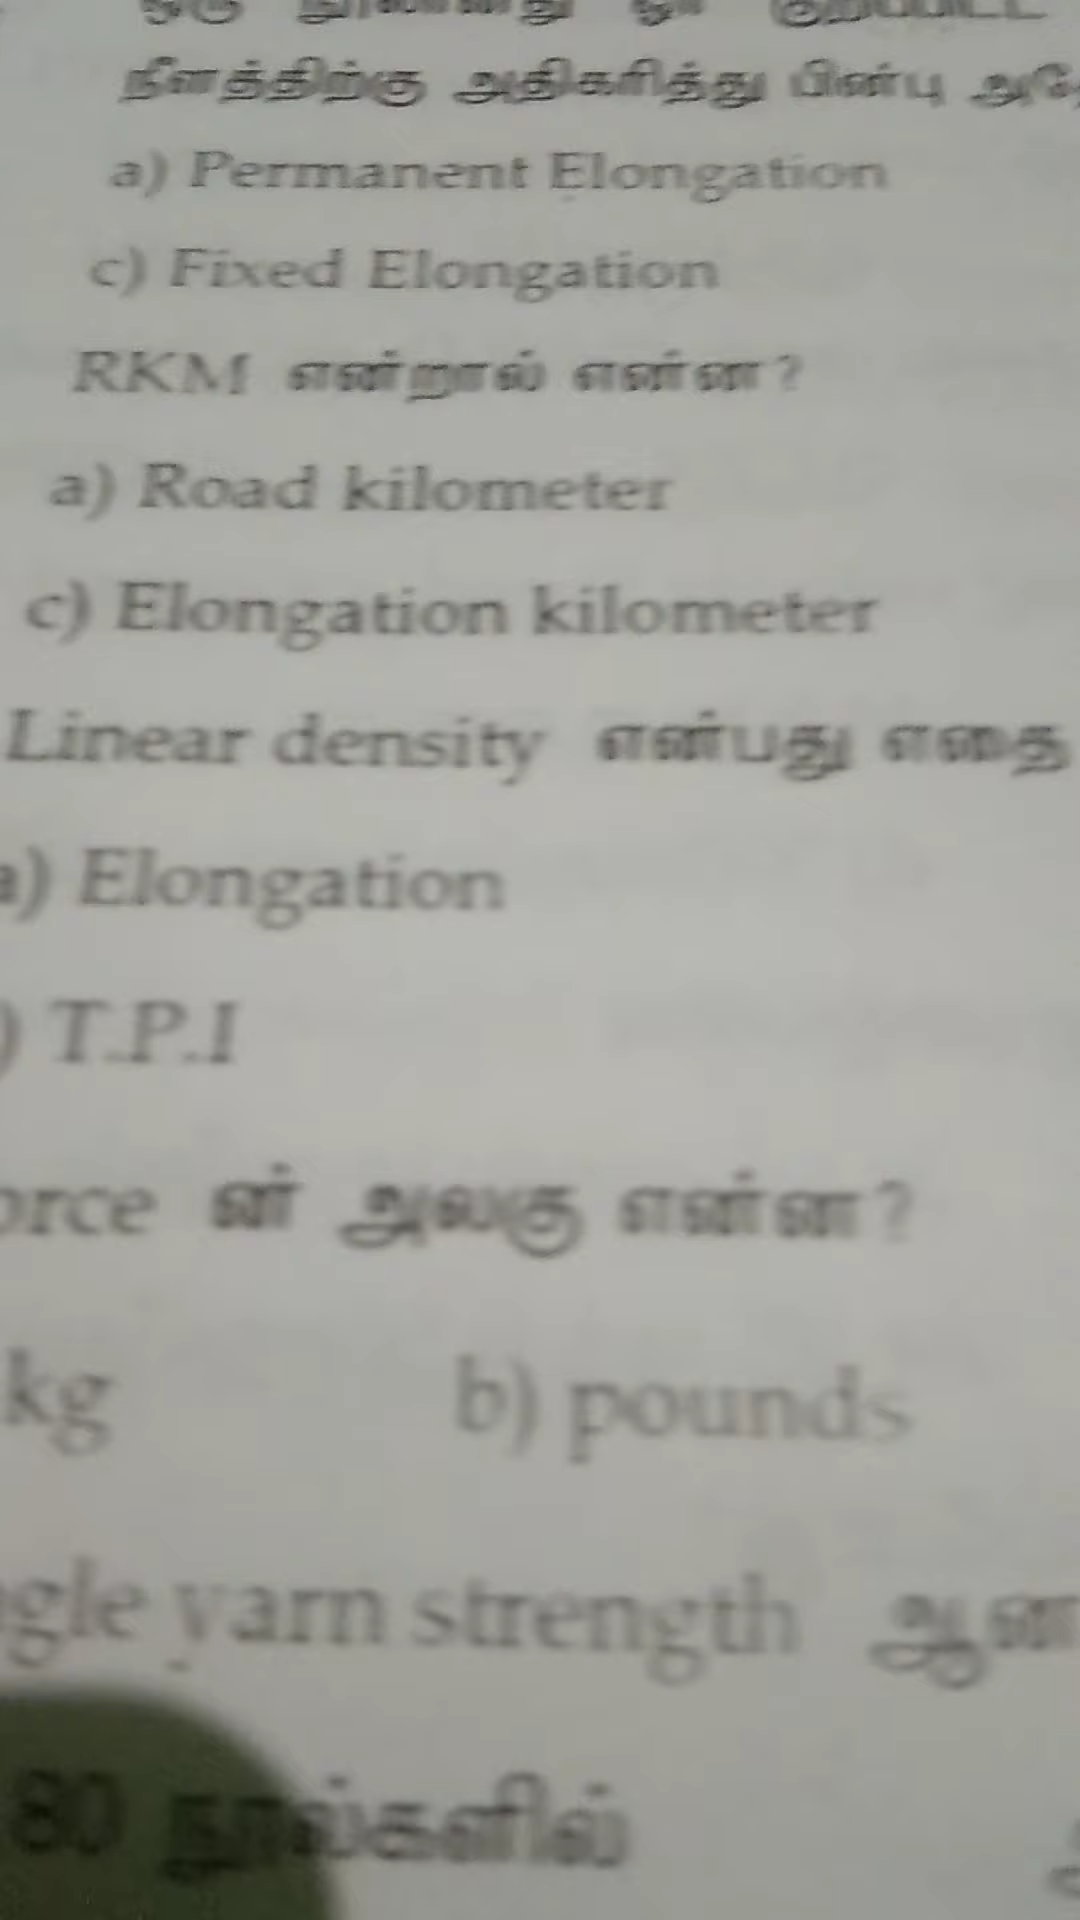 நீளத்திற்கு அதிகரித்து பின்பு
a) Permanent Elongation
c) Fixed Elongation
RKM என்றால் என்ன?
a) Road kilometer
c) Elongation kilometer
Linear density என்பது எதை
a) Elongation
) T.P.I
orce ன் அலகு என்ன?
kg b) pounds
gle yarn strength ஆன
80 நூல்களில்